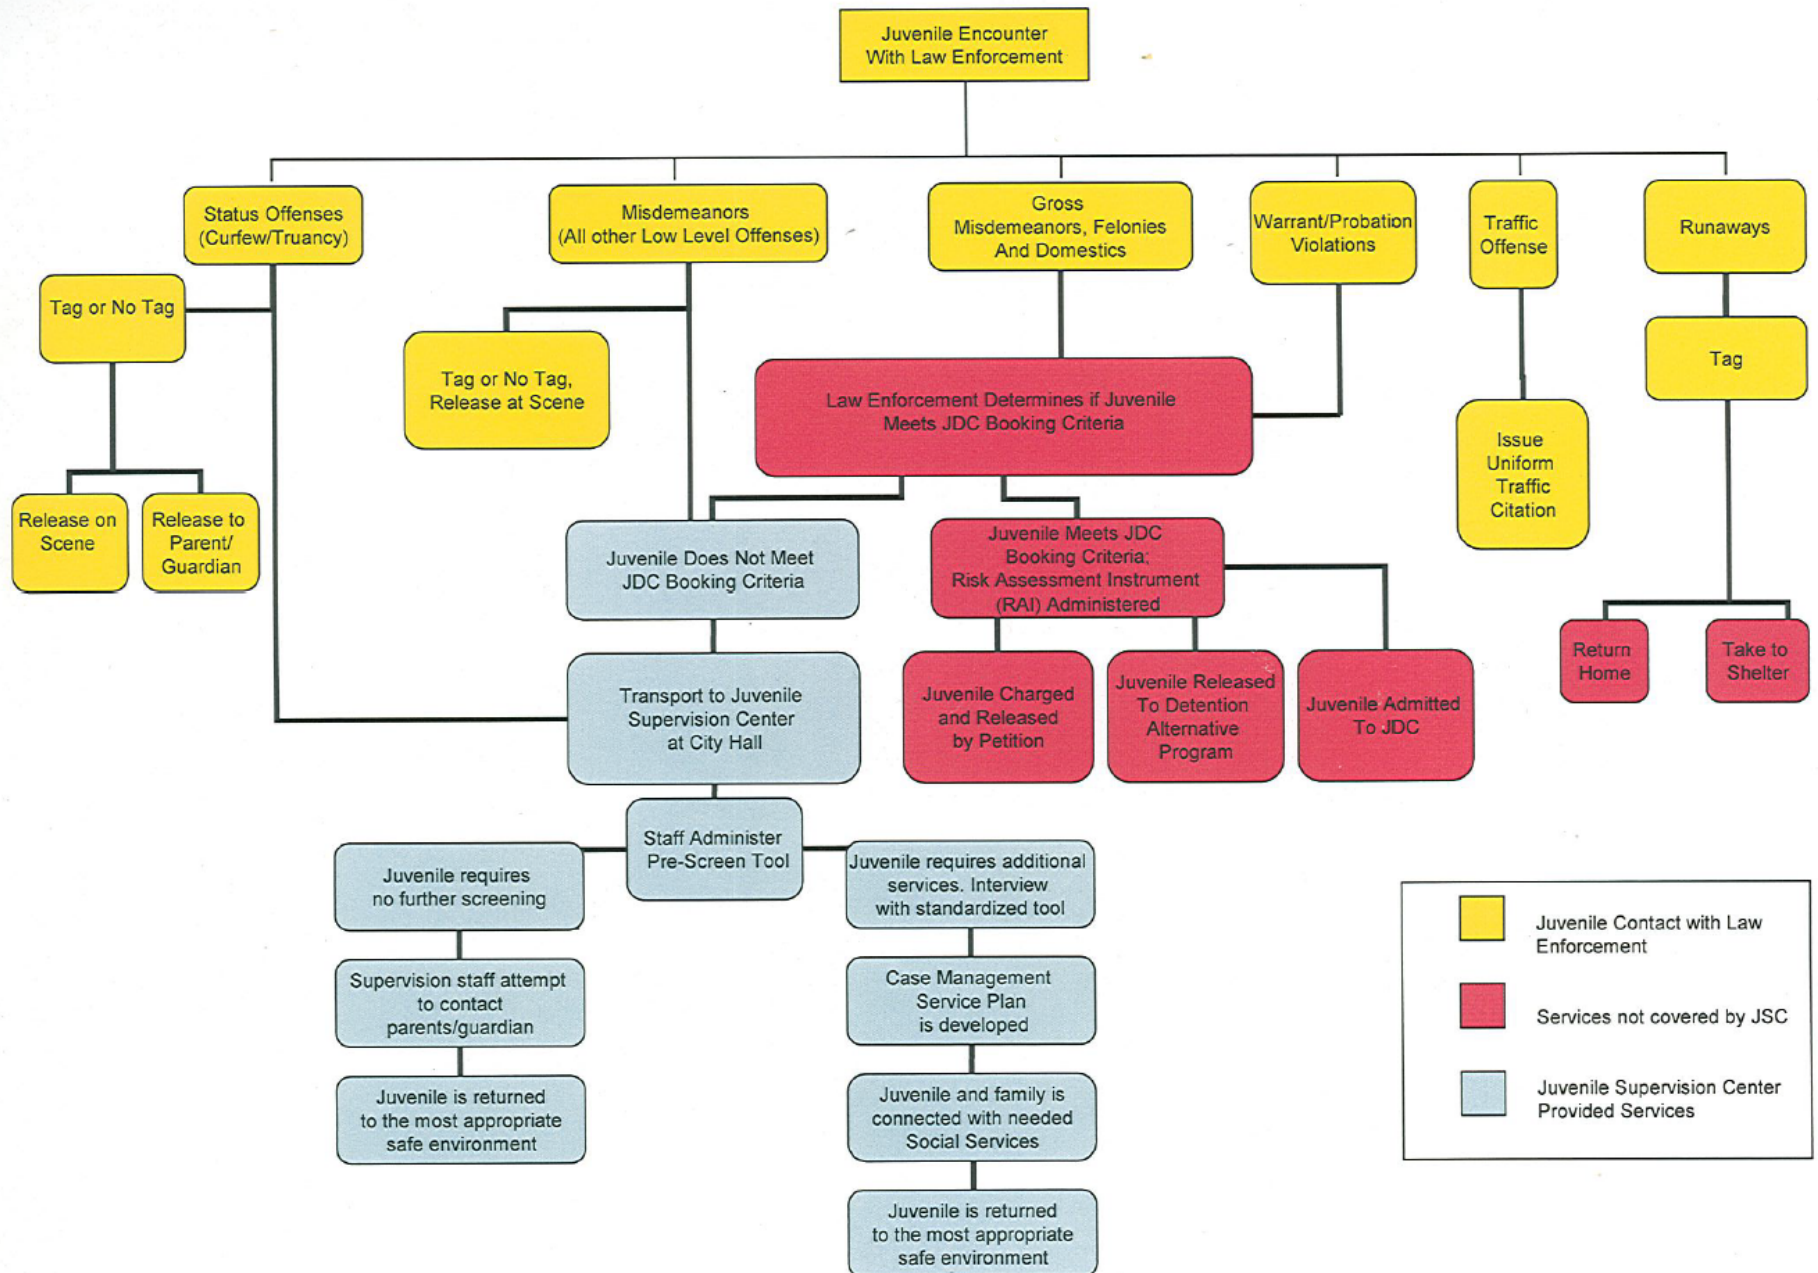 Juvenile Encounter
With Law Enforcement
Status Offenses
(Curfew/Truancy)
Misdemeanors
(All other Low Level Offenses)
Gross
Misdemeanors, Felonies
And Domestics
Warrant/Probation
Violations
Traffic
Offense
Runaways
Tag or No Tag
Tag or No Tag,
Release at Scene
Law Enforcement Determines if Juvenile
Meets JDC Booking Criteria
Tag
Issue
Uniform
Traffic
Citation
Release on
Scene
Release to
Parent/
Guardian
Juvenile Does Not Meet
JDC Booking Criteria
Juvenile Meets JDC
Booking Criteria;
Risk Assessment Instrument
(RAI) Administered
Return
Home
Take to
Shelter
Transport to Juvenile
Supervision Center
at City Hall
Juvenile Charged
and Released
by Petition
Juvenile Released
To Detention
Alternative
Program
Juvenile Admitted
To JDC
Staff Administer
Pre-Screen Tool
Juvenile requires
no further screening
Juvenile requires additional
services. Interview
with standardized tool
Supervision staff attempt
to contact
parents/guardian
Case Management
Service Plan
is developed
Juvenile is returned
to the most appropriate
safe environment
Juvenile and family is
connected with needed
Social Services
Juvenile is returned
to the most appropriate
safe environment
Juvenile Contact with Law
Enforcement
Services not covered by JSC
Juvenile Supervision Center
Provided Services